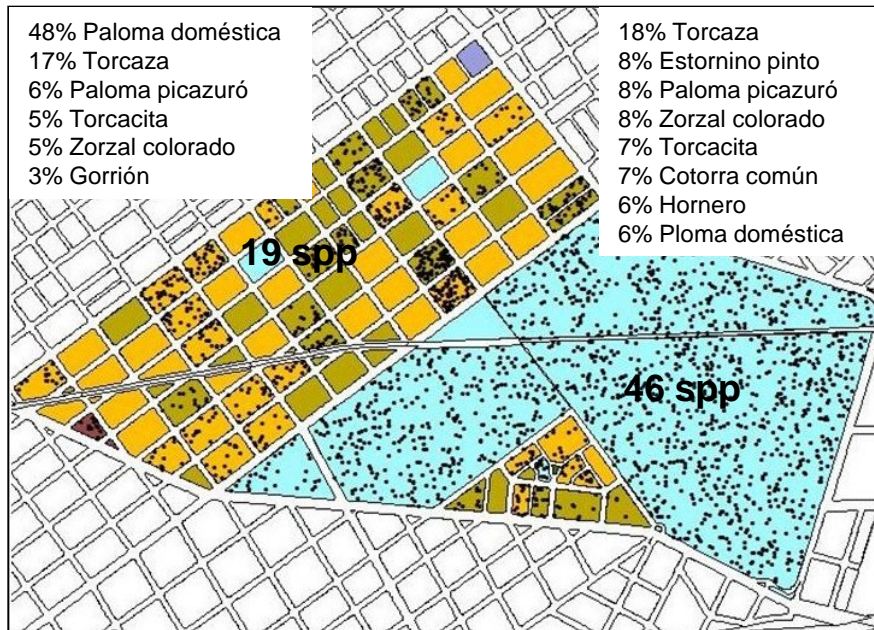 48% Paloma doméstica
17% Torcaza
6% Paloma picazuró
5% Torcacita
5% Zorzal colorado
3% Gorrión
18% Torcaza
8% Estornino pinto
8% Paloma picazuró
8% Zorzal colorado
7% Torcacita
7% Cotorra común
6% Hornero
6% Ploma doméstica
19 spp
46 spp